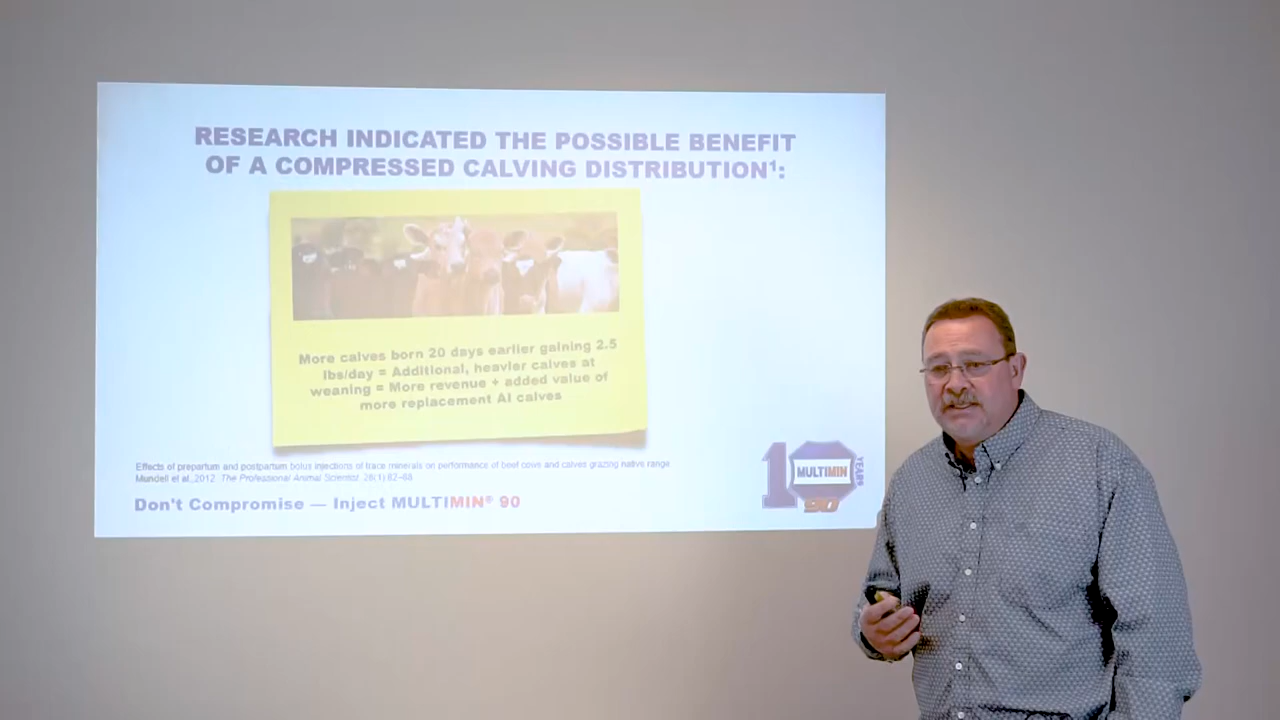 RESEARCH INDICATED THE POSSIBLE BENEFIT
OF A COMPRESSED CALVING DISTRIBUTION¹:
More calves born 20 days earlier gaining 2.5
lbs/day = Additional, heavier calves at
weaning = More revenue + added value of
more replacement AI calves
Effects of prepartum and postpartum bolus injections of trace minerals on performance of beef cows and calves grazing native range.
Mundell et al.,2012. The Professional Animal Scientist. 28(1) 82–88
Don't Compromise — Inject MULTIMIN® 90
10 YEARS
MULTIMIN
90